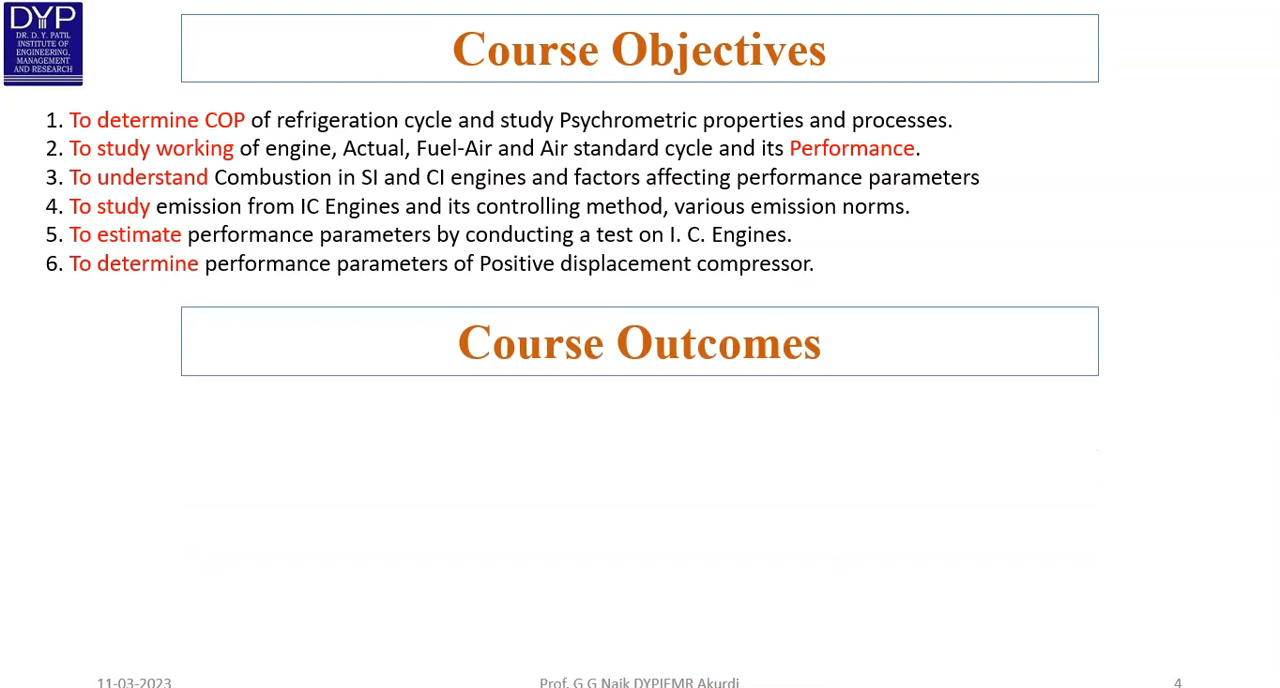 DYP
DR. D. Y. PATIL
INSTITUTE OF
ENGINEERING,
MANAGEMENT
AND RESEARCH
Course Objectives
1. To determine COP of refrigeration cycle and study Psychrometric properties and processes.
2. To study working of engine, Actual, Fuel-Air and Air standard cycle and its Performance.
3. To understand Combustion in SI and CI engines and factors affecting performance parameters
4. To study emission from IC Engines and its controlling method, various emission norms.
5. To estimate performance parameters by conducting a test on I. C. Engines.
6. To determine performance parameters of Positive displacement compressor.
Course Outcomes
11-03-2023
Prof. G G Naik DYPIEMR Akurdi
4